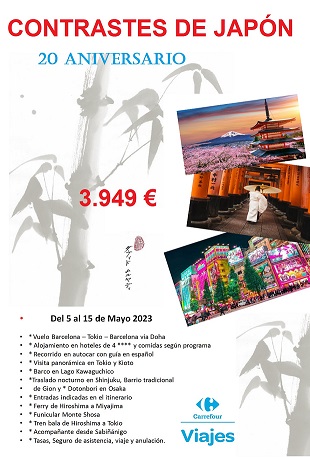 CONTRASTES DE JAPÓN
20 ANIVERSARIO
3.949 €
• Del 5 al 15 de Mayo 2023
• * Vuelo Barcelona – Tokio – Barcelona via Doha
• * Alojamiento en hoteles de 4 **** y comidas según programa
• * Recorrido en autocar con guía en español
• * Visita panorámica en Tokio y Kioto
• * Barco en Lago Kawaguchico
• *Traslado nocturno en Shinjuku, Barrio tradicional
de Gion y * Dotonbori en Osaka
• * Entradas indicadas en el itinerario
• * Ferry de Hiroshima a Miyajima
• * Funicular Monte Shosa
• * Tren bala de Hiroshima a Tokio
• * Acompañante desde Sabiñánigo
• * Tasas, Seguro de asistencia, viaje y anulación.
Carrefour
Viajes